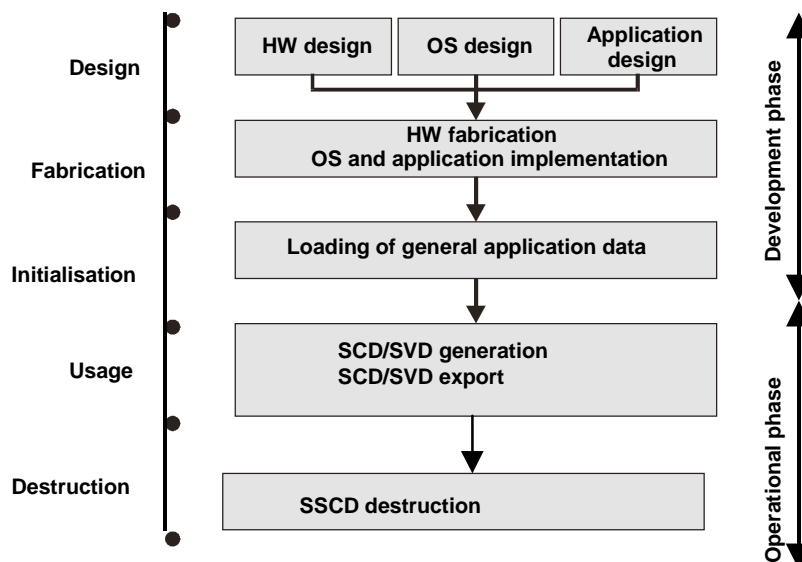 Design
HW design
OS design
Application
design
Fabrication
HW fabrication
OS and application implementation
Initialisation
Loading of general application data
Usage
SCD/SVD generation
SCD/SVD export
Destruction
SSCD destruction
Development phase
Operational phase